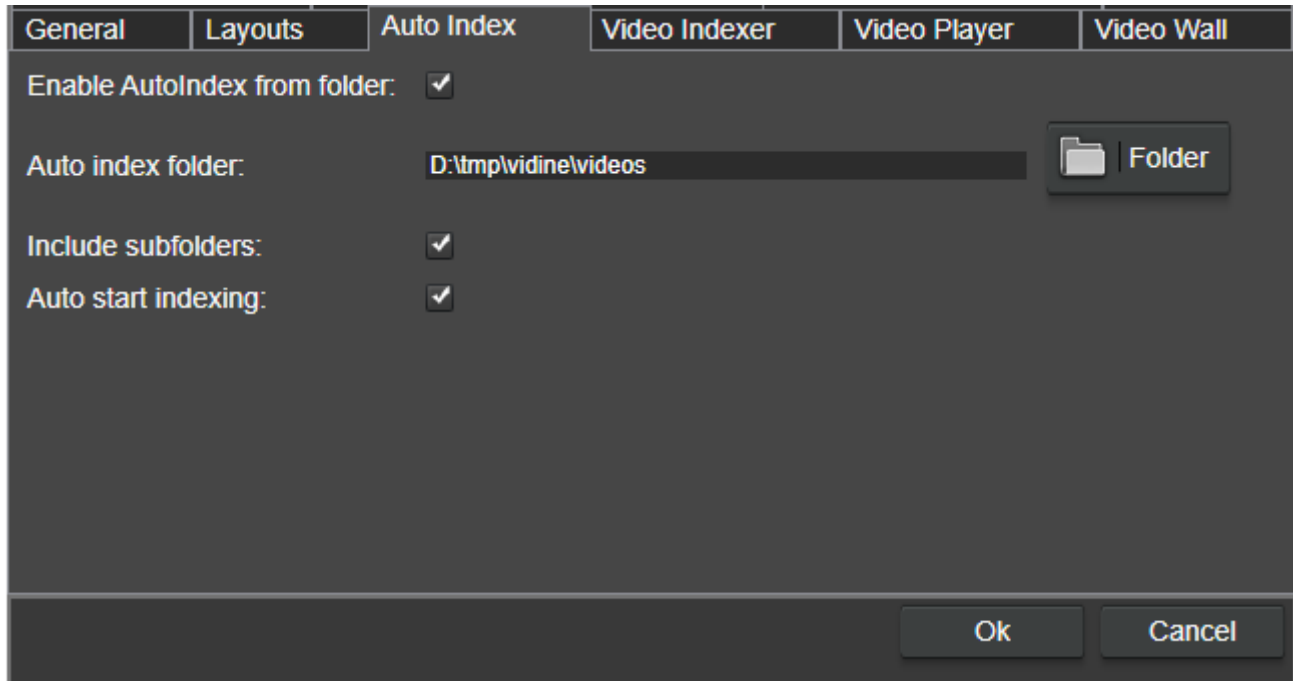 General Layouts Auto Index Video Indexer Video Player Video Wall
Enable AutoIndex from folder:
Auto index folder: D:\tmp\vidine\videos Folder
Include subfolders:
Auto start indexing:
Ok Cancel